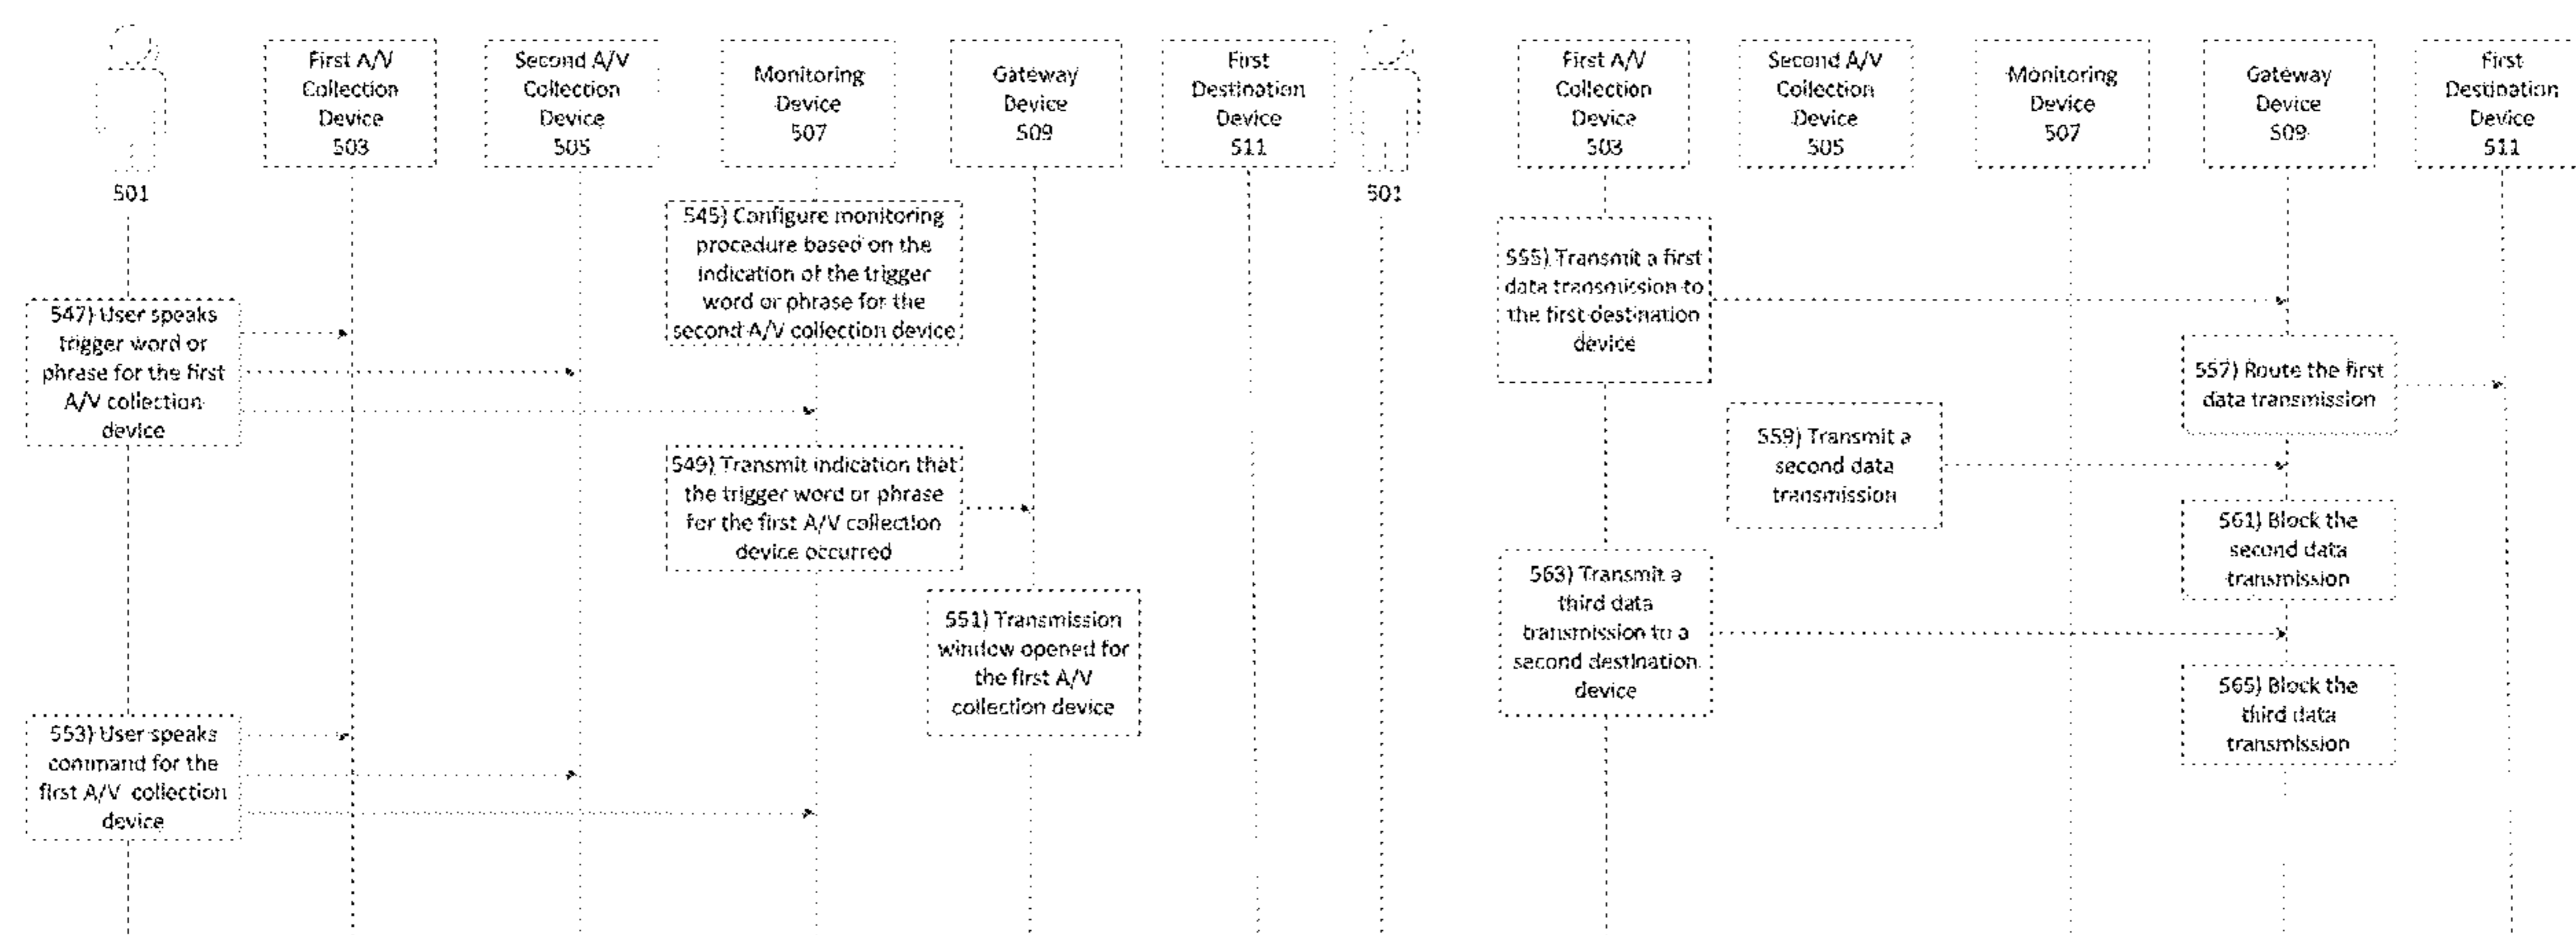 First A/V
Collection
Device
503
Second A/V
Collection
Device
505
Monitoring
Device
507
Gateway
Device
509
First
Destination
Device
511
501
545) Configure monitoring
procedure based on the
indication of the trigger
word or phrase for the
second A/V collection device
547) User speaks
trigger word or
phrase for the first
A/V collection
device
549) Transmit indication that
the trigger word or phrase
for the first A/V collection
device occurred
551) Transmission
window opened for
the first A/V
collection device
553) User speaks
command for the
first A/V collection
device
501
First A/V
Collection
Device
503
Second A/V
Collection
Device
505
Monitoring
Device
507
Gateway
Device
509
First
Destination
Device
511
555) Transmit a first
data transmission to
the first destination
device
557) Route the first
data transmission
559) Transmit a
second data
transmission
561) Block the
second data
transmission
563) Transmit a
third data
transmission to a
second destination
device
565) Block the
third data
transmission